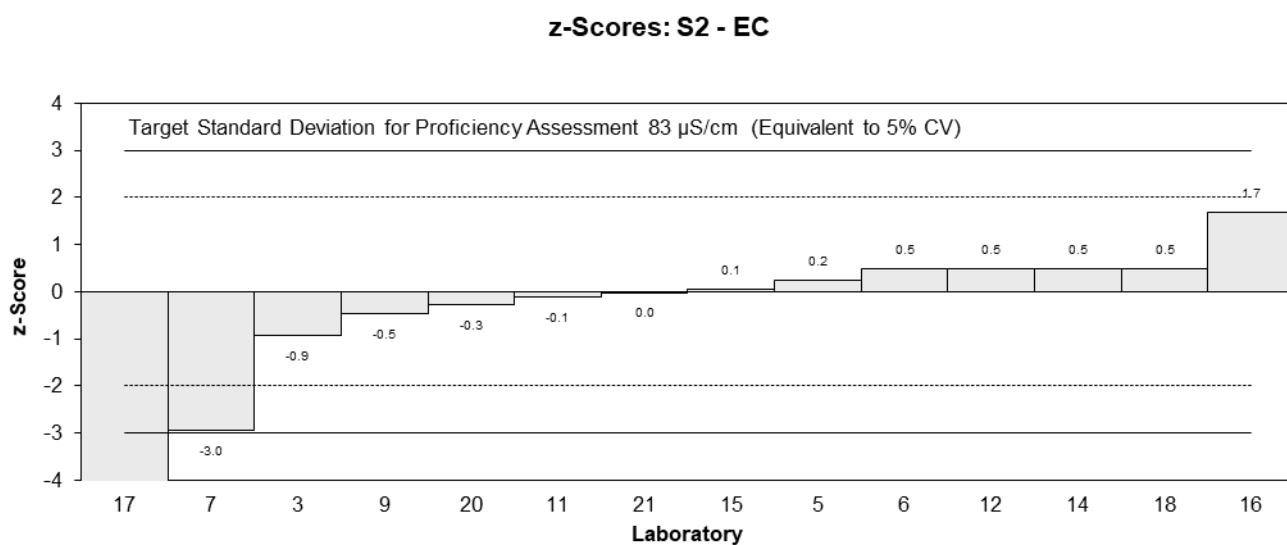 z-Scores: S2 - EC
4
Target Standard Deviation for Proficiency Assessment 83 µS/cm (Equivalent to 5% CV)
3
2
1.7
1
0.5 0.5 0.5 0.5
0.1 0.2
0
-0.9 -0.5 -0.3 -0.1 0.0
-1
-2
-3
-3.0
-4
z-Score
17 7 3 9 20 11 21 15 5 6 12 14 18 16
Laboratory